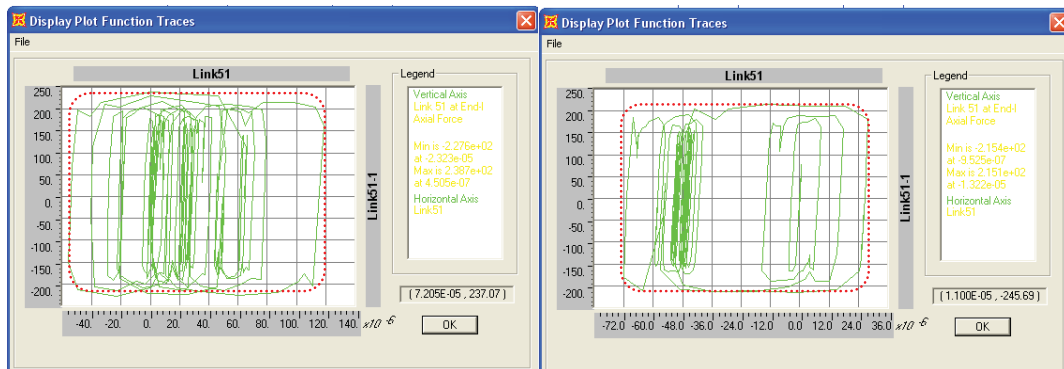 Display Plot Function Traces
File
Link51
250.
200.
150.
100.
50.
0.
-50.
-100.
-150.
-200.
-40. 0. 20. 40. 60. 80. 100. 120. 140. x10 -6
Link51-1
Legend
Vertical Axis
Link 51 at End-I
Axial Force
Min is -2.276e+02
at -2.323e-05
Max is 2.387e+02
at 4.505e-07
Horizontal Axis
Link51
( 7.205E-05 , 237.07 )
OK
Display Plot Function Traces
File
Link51
250.
200.
150.
100.
50.
0.
-50.
-100.
-150.
-200.
-72.0 -60.0 -48.0 -36.0 -24.0 -12.0 0.0 12.0 24.0 36.0 x10 -6
Link51-1
Legend
Vertical Axis
Link 51 at End-I
Axial Force
Min is -2.154e+02
at -9.525e-07
Max is 2.151e+02
at -1.322e-05
Horizontal Axis
Link51
( 1.100E-05 , -245.69 )
OK